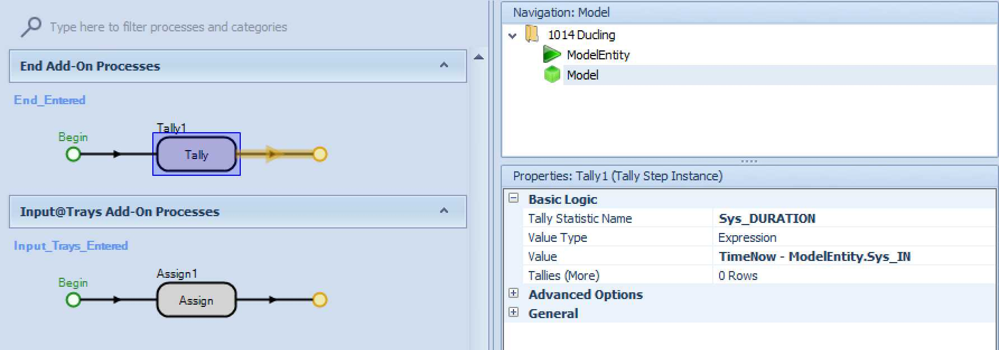 Type here to filter processes and categories
End Add-On Processes
End_Entered
Tally1
Begin
Tally
Input@Trays Add-On Processes
Input_Trays_Entered
Assign1
Begin
Assign
Navigation: Model
1014 Ducling
ModelEntity
Model
Properties: Tally1 (Tally Step Instance)
Basic Logic
Tally Statistic Name Sys_DURATION
Value Type Expression
Value TimeNow - ModelEntity.Sys_IN
Tallies (More) 0 Rows
Advanced Options
General